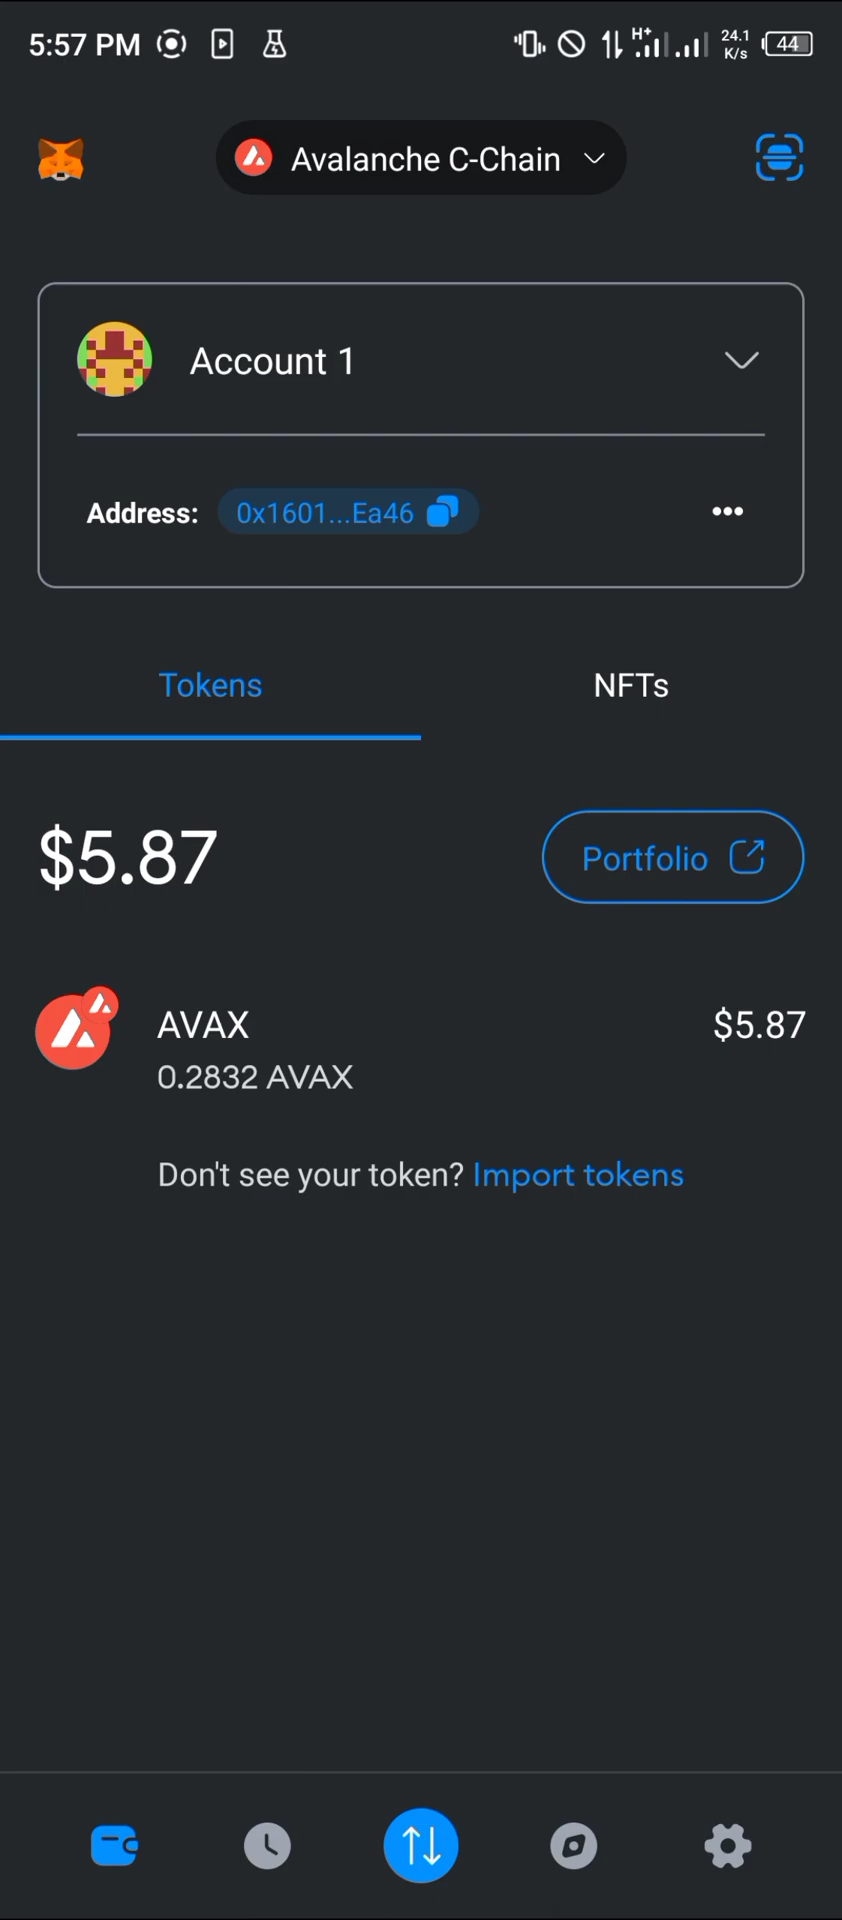 5:57 PM
H+
24.1
K/s
44
Avalanche C-Chain
Account 1
Address: 0x1601...Ea46
Tokens
NFTs
$5.87
Portfolio
AVAX
$5.87
0.2832 AVAX
Don't see your token? Import tokens